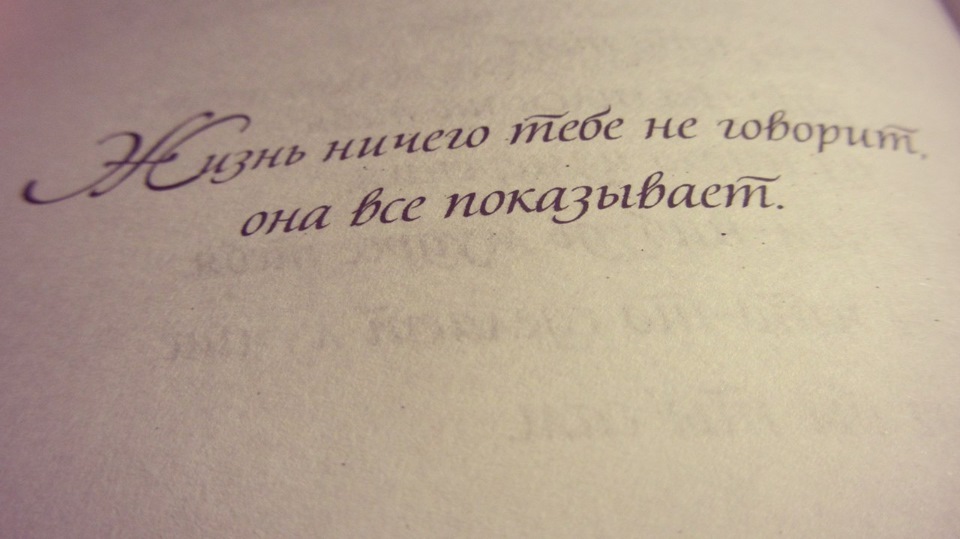 Жизнь ничего тебе не говорит,
она все показывает.